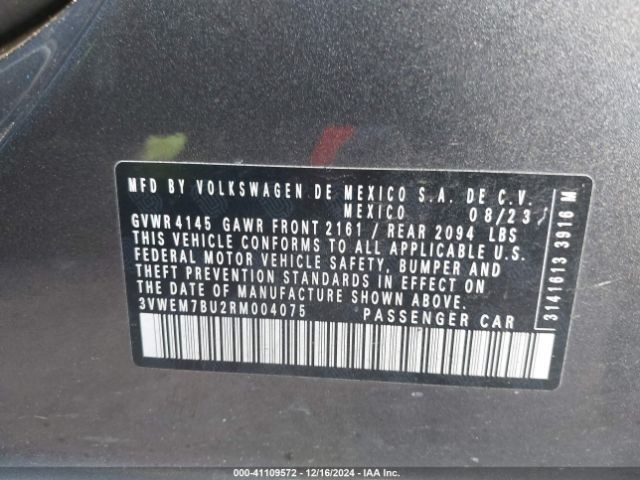 MFD BY VOLKSWAGEN DE MEXICO S.A. DE C.V.
MEXICO 08/23
GVWR 4145 GAWR FRONT 2161 / REAR 2094 LBS
THIS VEHICLE CONFORMS TO ALL APPLICABLE U.S.
FEDERAL MOTOR VEHICLE SAFETY, BUMPER AND
THEFT PREVENTION STANDARDS IN EFFECT ON
THE DATE OF MANUFACTURE SHOWN ABOVE.
3VWEM7BU2RM004075 PASSENGER CAR
3141613 3916 M
000-41109572 - 12/16/2024 - IAA Inc.